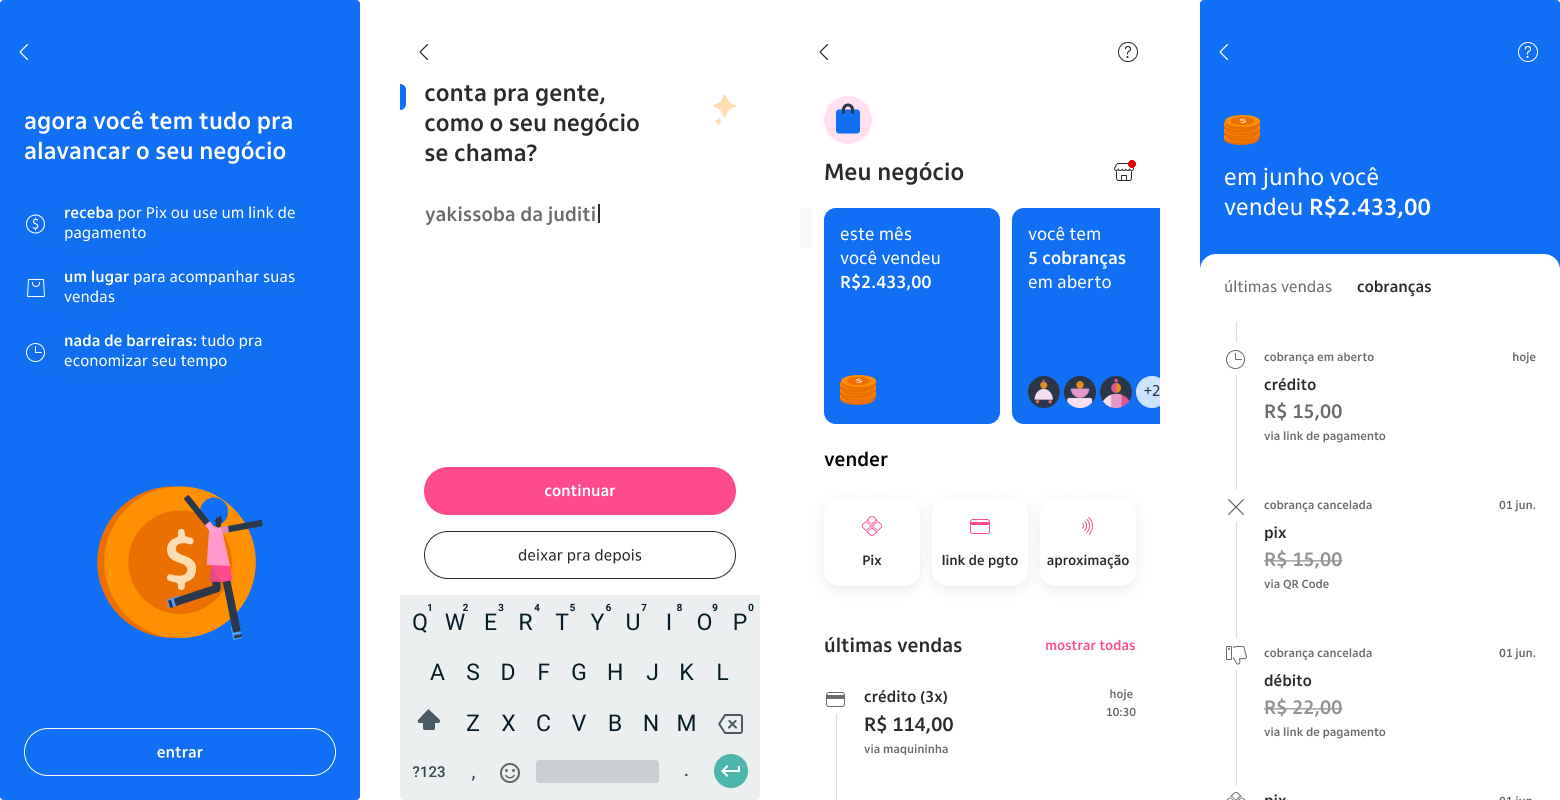 agora você tem tudo pra
alavancar o seu negócio
$
receba por Pix ou use um link de
pagamento
um lugar para acompanhar suas
vendas
nada de barreiras: tudo pra
economizar seu tempo
$
entrar
conta pra gente,
como o seu negócio
se chama?
yakissoba da juditi
continuar
deixar pra depois
Q 1 W 2 E 3 R 4 T 5 Y 6 U 7 I 8 O 9 P 0
A S D F G H J K L
Z X C V B N M
?123 , .
?
Meu negócio
este mês
você vendeu
R$2.433,00
$
você tem
5 cobranças
em aberto
+2
vender
Pix
link de pgto
aproximação
últimas vendas
mostrar todas
crédito (3x)
hoje
R$ 114,00
10:30
via maquininha
?
$
em junho você
vendeu R$2.433,00
últimas vendas
cobranças
cobrança em aberto
hoje
crédito
R$ 15,00
via link de pagamento
cobrança cancelada
01 jun.
pix
R$ 15,00
via QR Code
cobrança cancelada
01 jun.
débito
R$ 22,00
via link de pagamento
pix
01 jun.